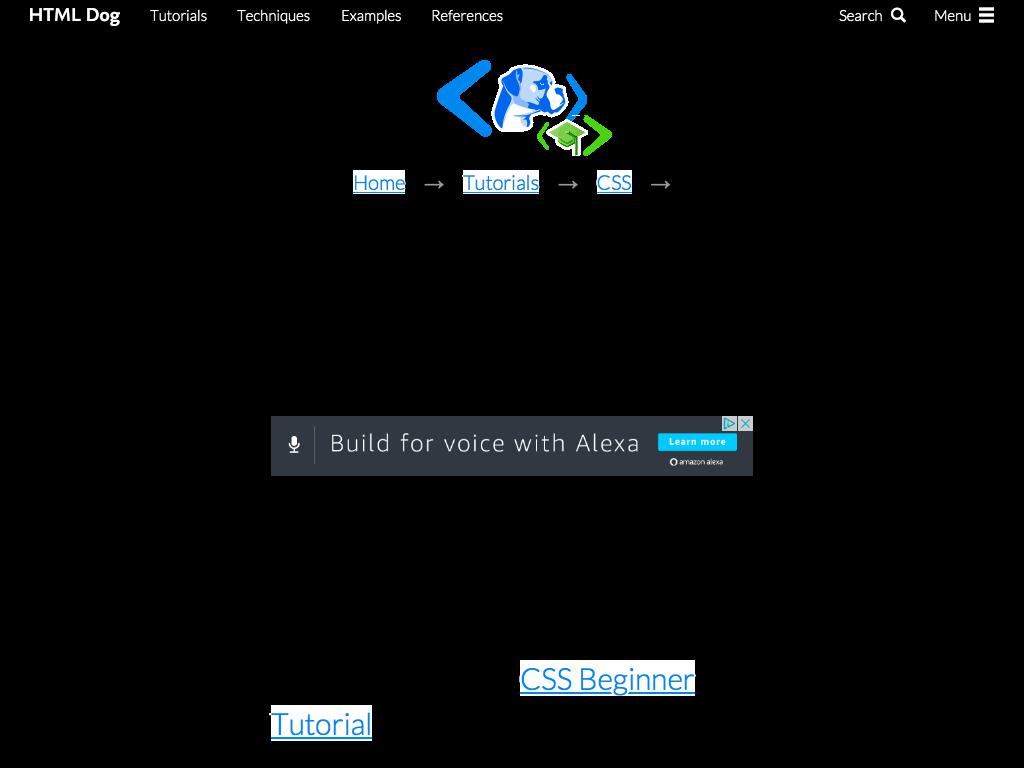 HTML Dog Tutorials Techniques Examples References Search Menu
Home → Tutorials → CSS →
Build for voice with Alexa
Learn more
amazon alexa
CSS Beginner
Tutorial